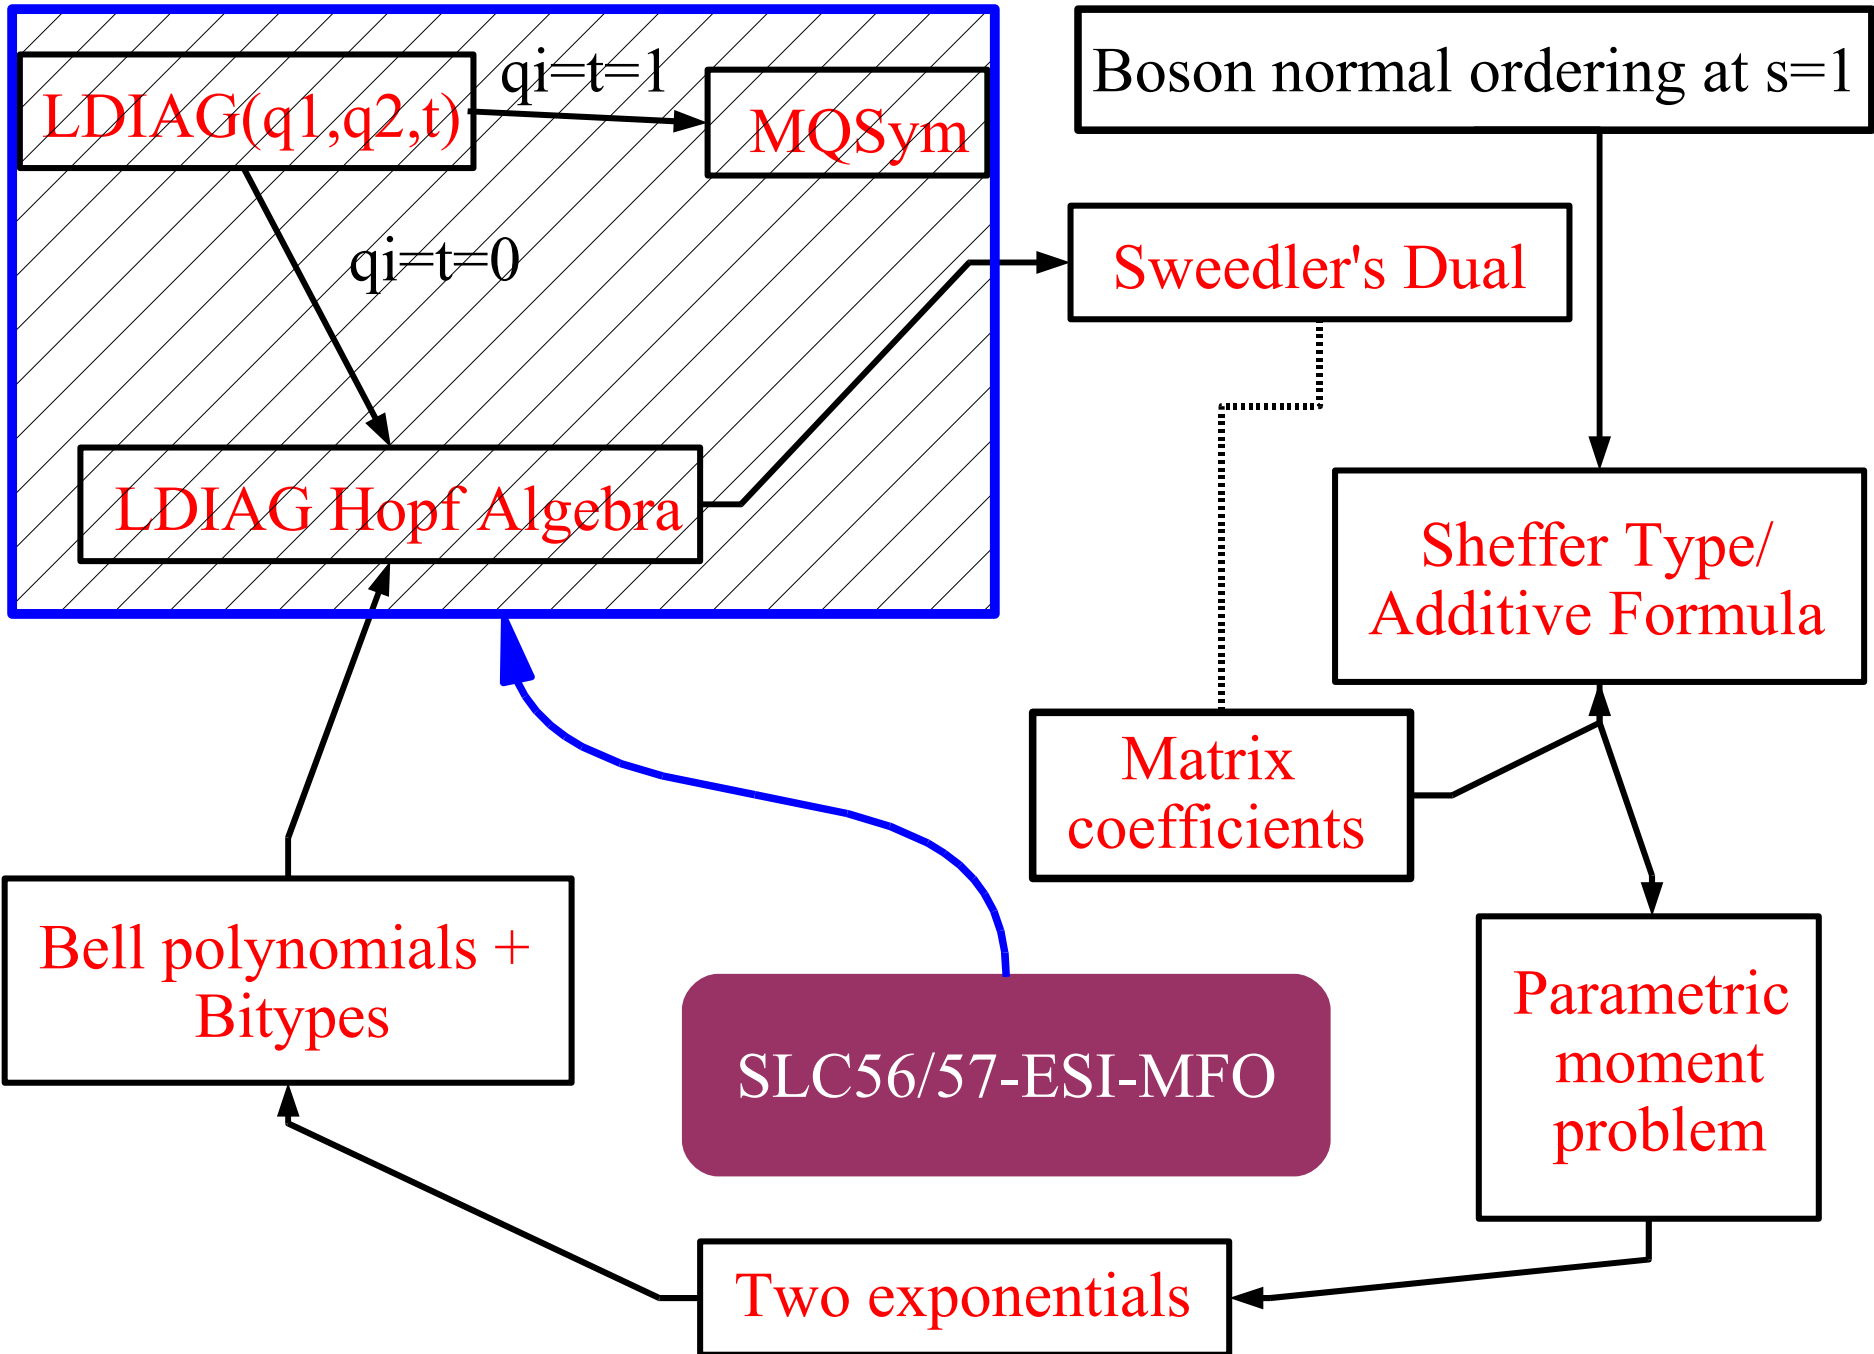 qi=t=1
Boson normal ordering at s=1
LDIAG(q1,q2,t)
MQSym
qi=t=0
Sweedler's Dual
LDIAG Hopf Algebra
Sheffer Type/
Additive Formula
Matrix
coefficients
Bell polynomials +
Bitypes
Parametric
moment
problem
SLC56/57-ESI-MFO
Two exponentials